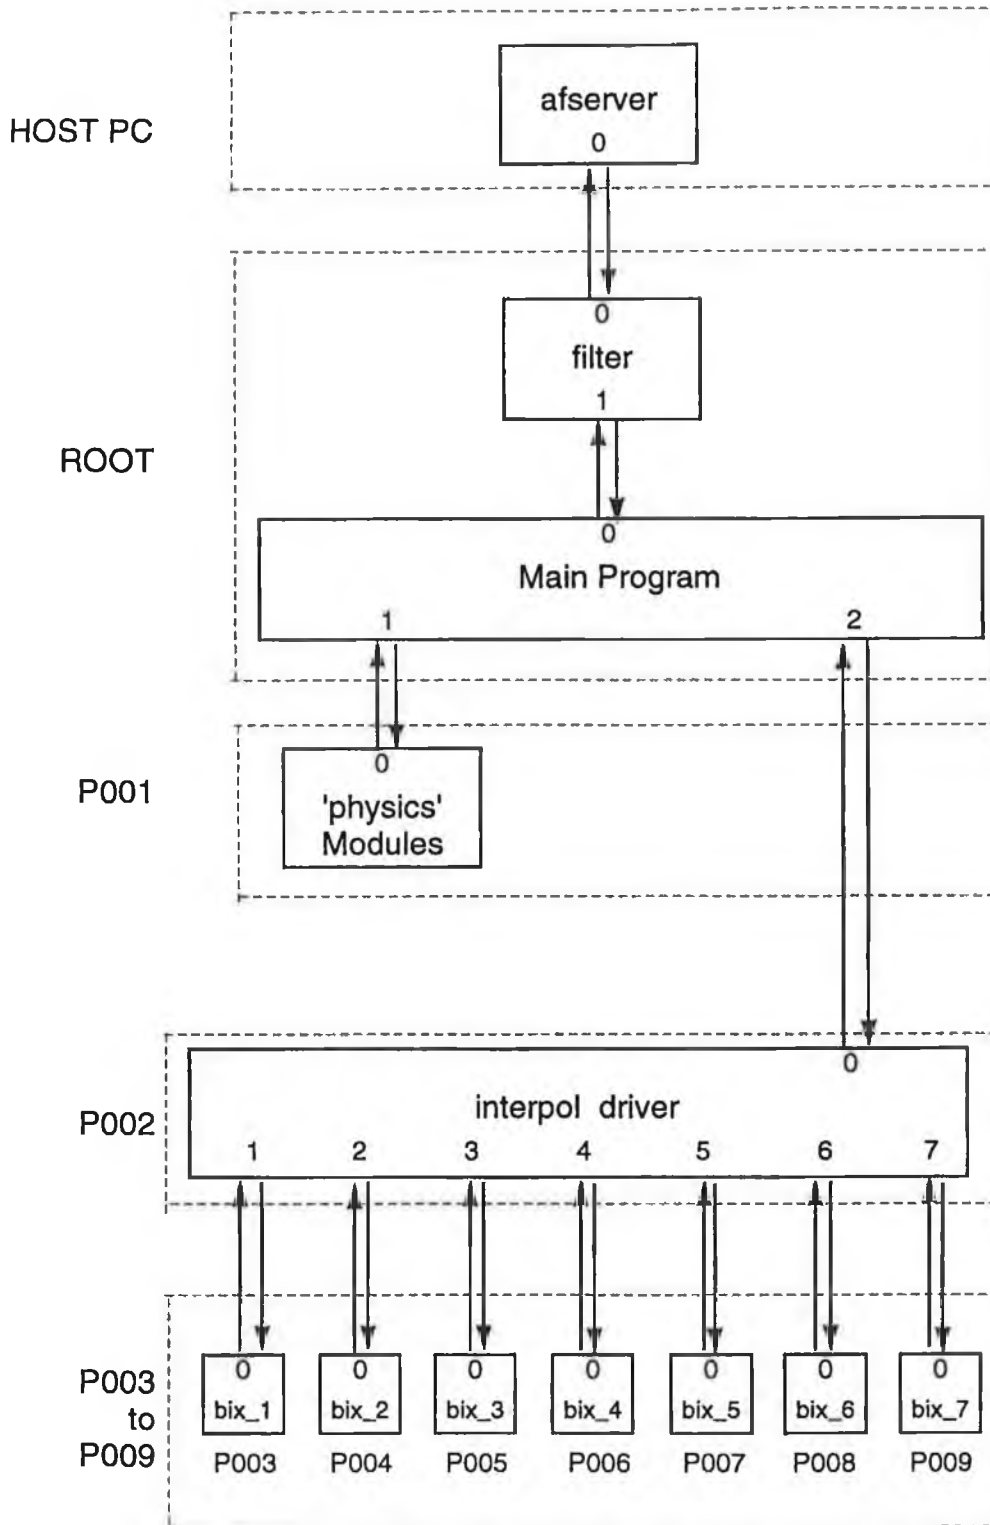 afserver
HOST PC
0
0
filter
1
ROOT
0
Main Program
1 2
0
P001
'physics'
Modules
0
interpol driver
P002
1 2 3 4 5 6 7
0 0 0 0 0 0 0
P003
bix_1 bix_2 bix_3 bix_4 bix_5 bix_6 bix_7
to
P009
P003 P004 P005 P006 P007 P008 P009